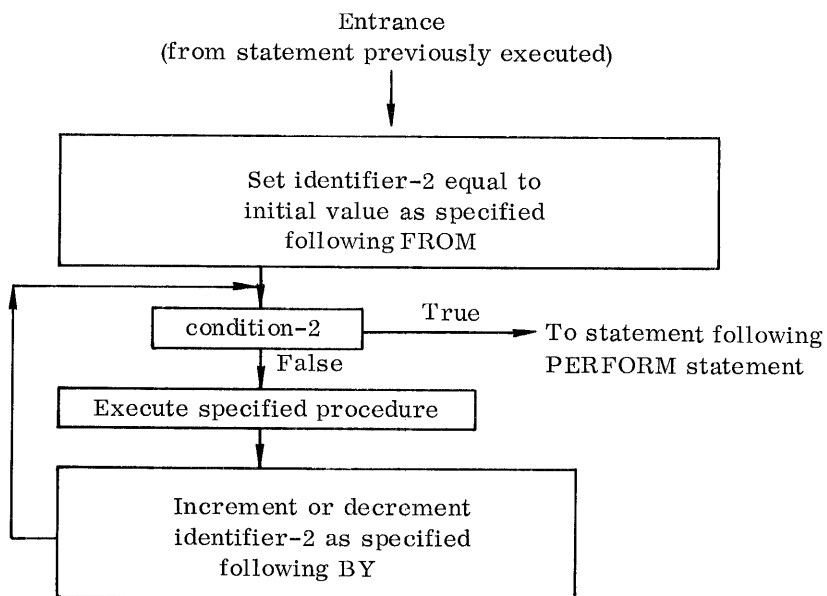 Entrance
(from statement previously executed)
Set identifier-2 equal to
initial value as specified
following FROM
condition-2
True
To statement following
PERFORM statement
False
Execute specified procedure
Increment or decrement
identifier-2 as specified
following BY